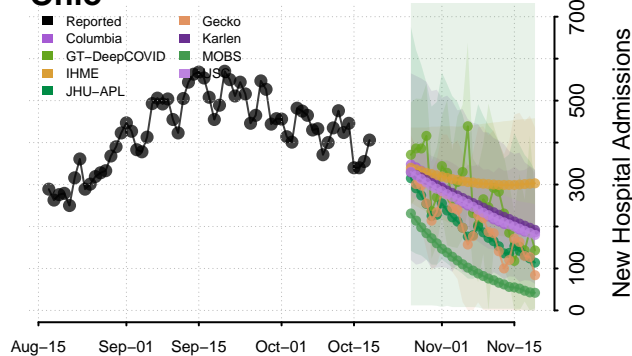 Ohio
Reported
Columbia
GT−DeepCOVID
IHME
JHU−APL
Gecko
Karlen
MOBS
USC
0
100
300
500
700
New Hospital Admissions
Aug−15
Sep−01
Sep−15
Oct−01
Oct−15
Nov−01
Nov−15